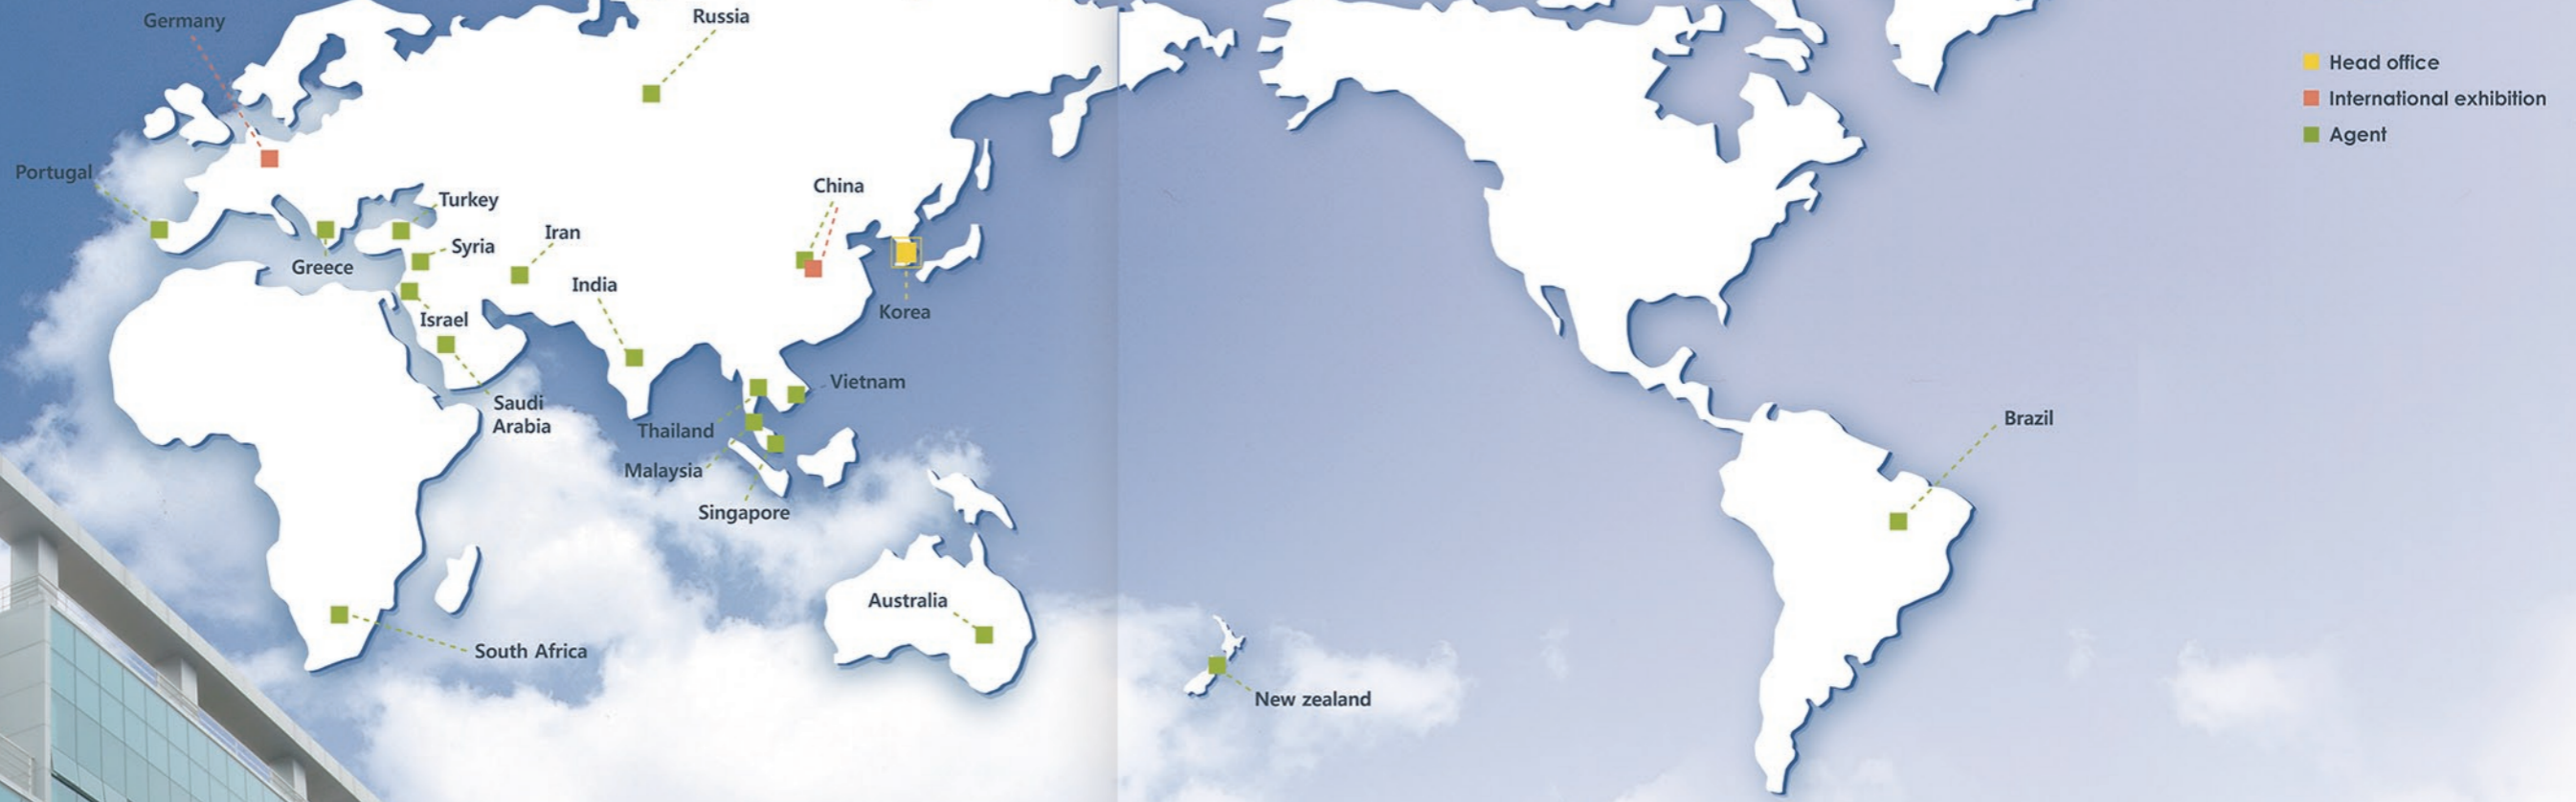 Germany
Russia
Head office
International exhibition
Agent
Portugal
China
Turkey
Iran
Syria
Greece
India
Korea
Israel
Vietnam
Saudi
Arabia
Thailand
Brazil
Malaysia
Singapore
Australia
South Africa
New zealand